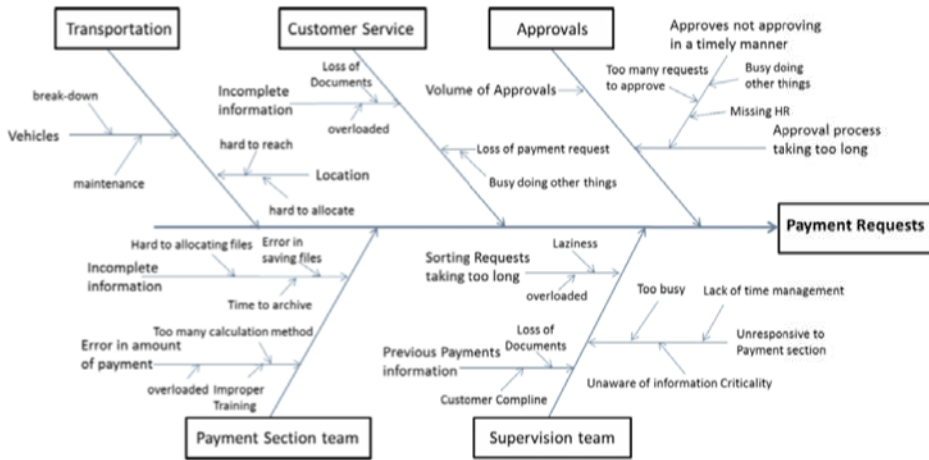 Transportation
Customer Service
Approvals
Approves not approving
in a timely manner
Loss of
Documents
Too many requests
to approve
Busy doing
other things
break-down
Incomplete
information
Volume of Approvals
Missing HR
Vehicles
overloaded
Approval process
taking too long
hard to reach
Loss of payment request
maintenance
Location
Busy doing other things
hard to allocate
Payment Requests
Hard to allocating files
Error in
saving files
Laziness
Incomplete
information
Sorting Requests
taking too long
Time to archive
overloaded
Too busy
Lack of time management
Too many calculation method
Error in amount
of payment
Loss of
Documents
Unresponsive to
Payment section
Previous Payments
information
overloaded
Improper
Training
Customer Compline
Unaware of information Criticality
Payment Section team
Supervision team